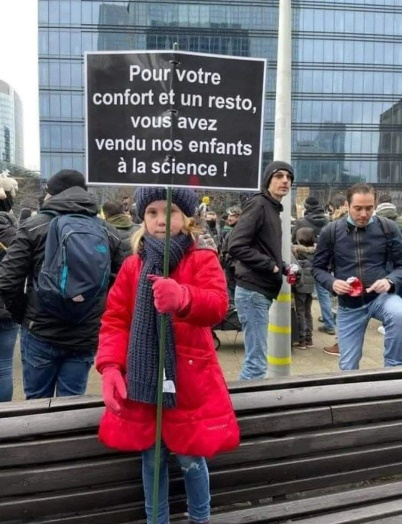 Pour votre
confort et un resto,
vous avez
vendu nos enfants
à la science !